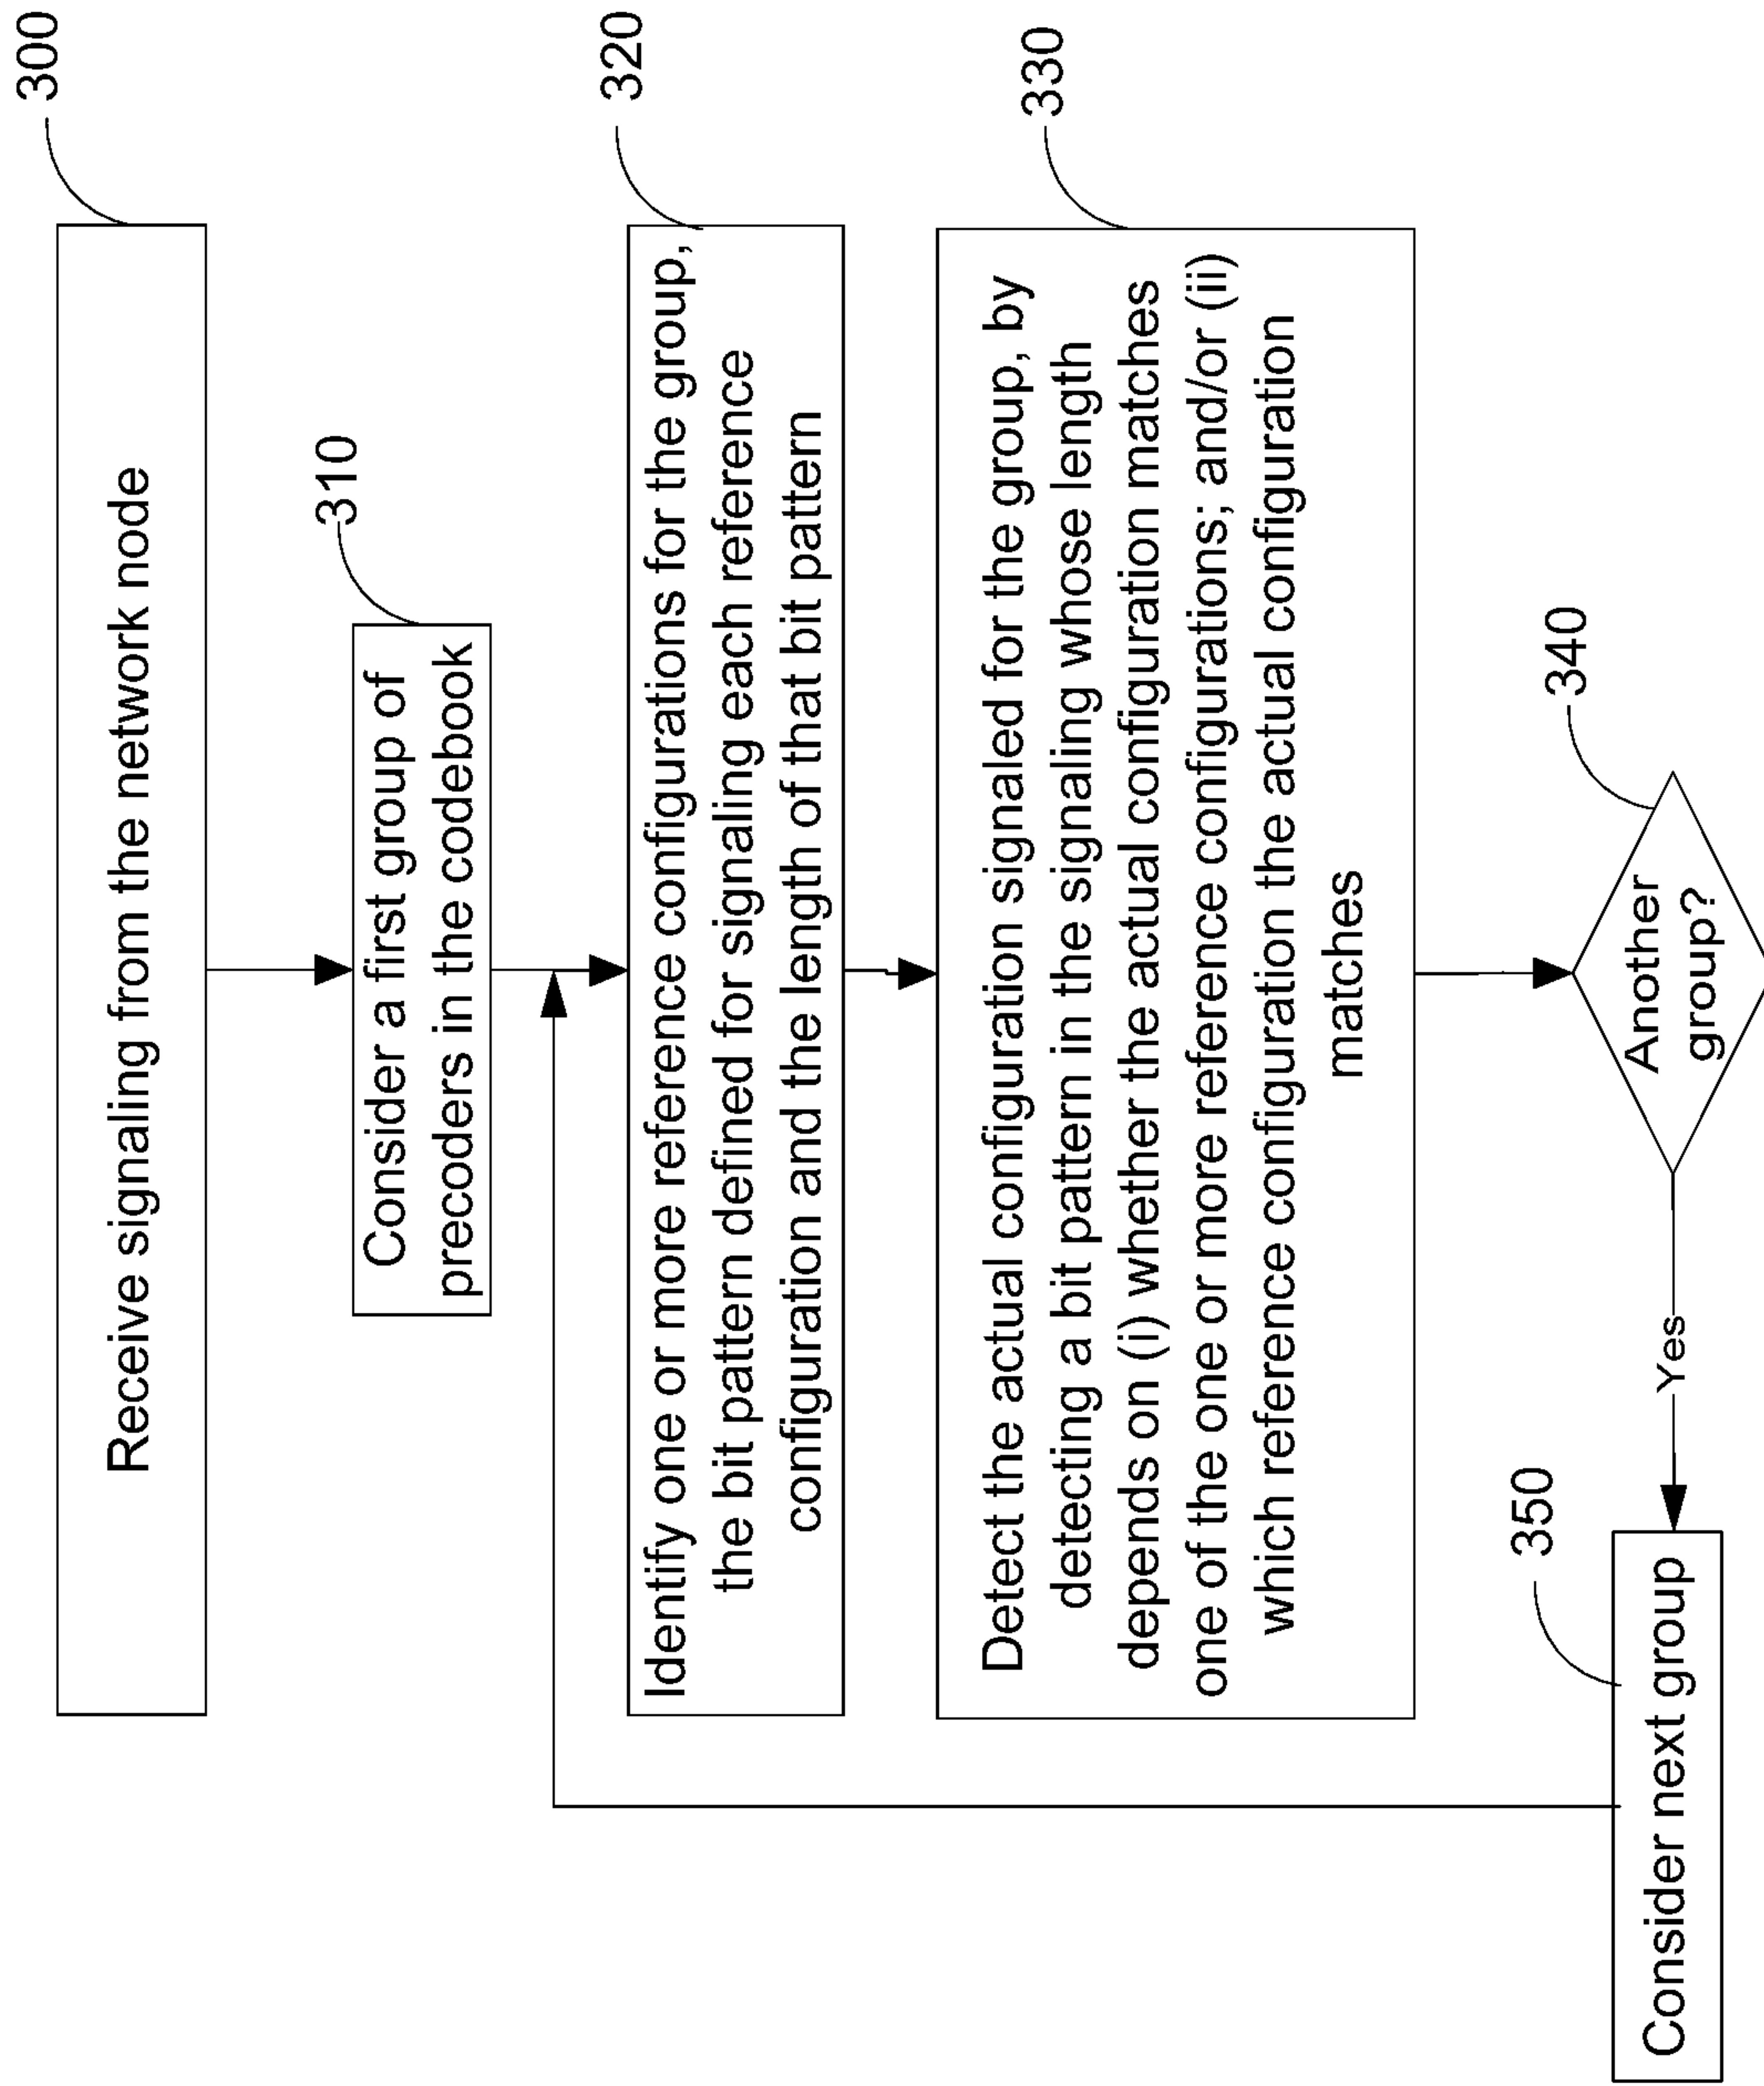 300
Receive signaling from the network node
310
Consider a first group of
precoders in the codebook
320
Identify one or more reference configurations for the group,
the bit pattern defined for signaling each reference
configuration and the length of that bit pattern
330
Detect the actual configuration signaled for the group, by
detecting a bit pattern in the signaling whose length
depends on (i) whether the actual configuration matches
one of the one or more reference configurations; and/or (ii)
which reference configuration the actual configuration
matches
340
Another
group?
Yes
350
Consider next group